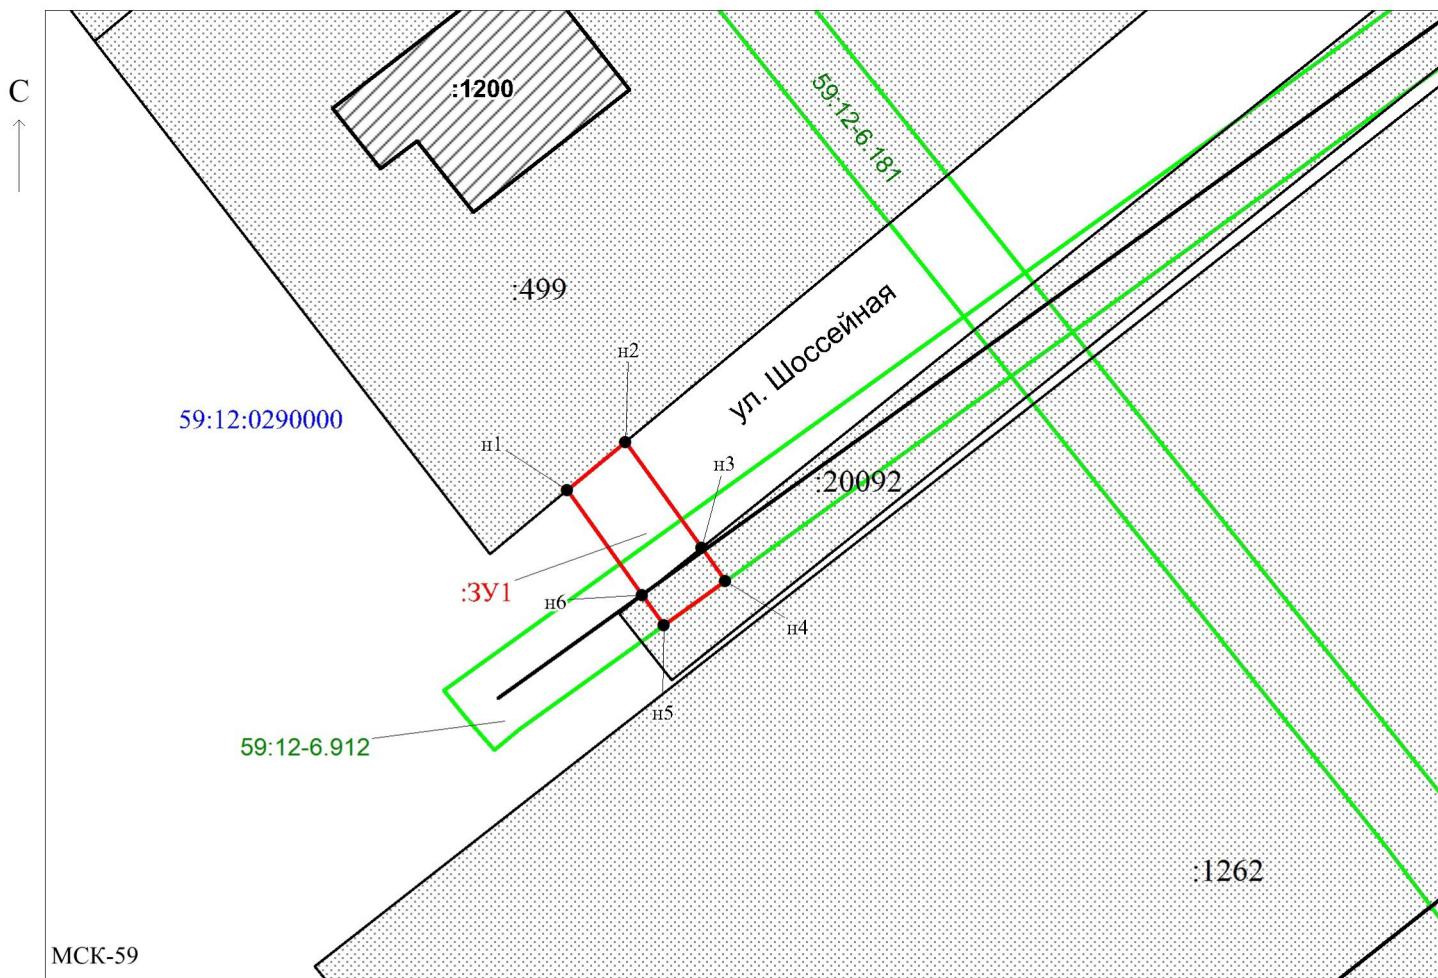 С
:1200
59:12-6.181
:499
ул. Шоссейная
н2
59:12:0290000
н1
н3
:20092
:ЗУ1
н6
н4
н5
59:12-6.912
:1262
МСК-59